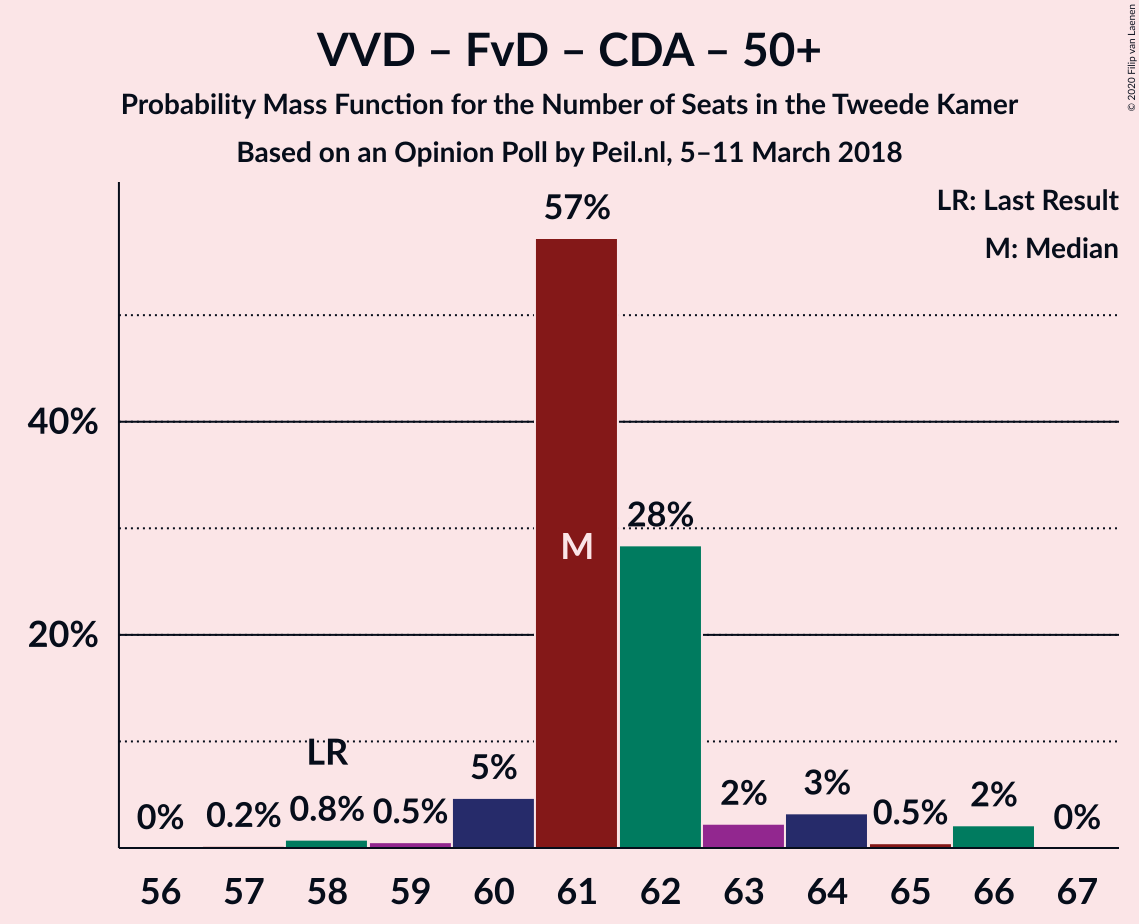 VVD – FvD – CDA – 50+
Probability Mass Function for the Number of Seats in the Tweede Kamer
Based on an Opinion Poll by Peil.nl, 5–11 March 2018
© 2020 Filip van Laenen
LR: Last Result
M: Median
57%
40%
28%
M
20%
LR
0% 0.2% 0.8% 0.5% 5% 2% 3% 0.5% 2% 0%
56 57 58 59 60 61 62 63 64 65 66 67